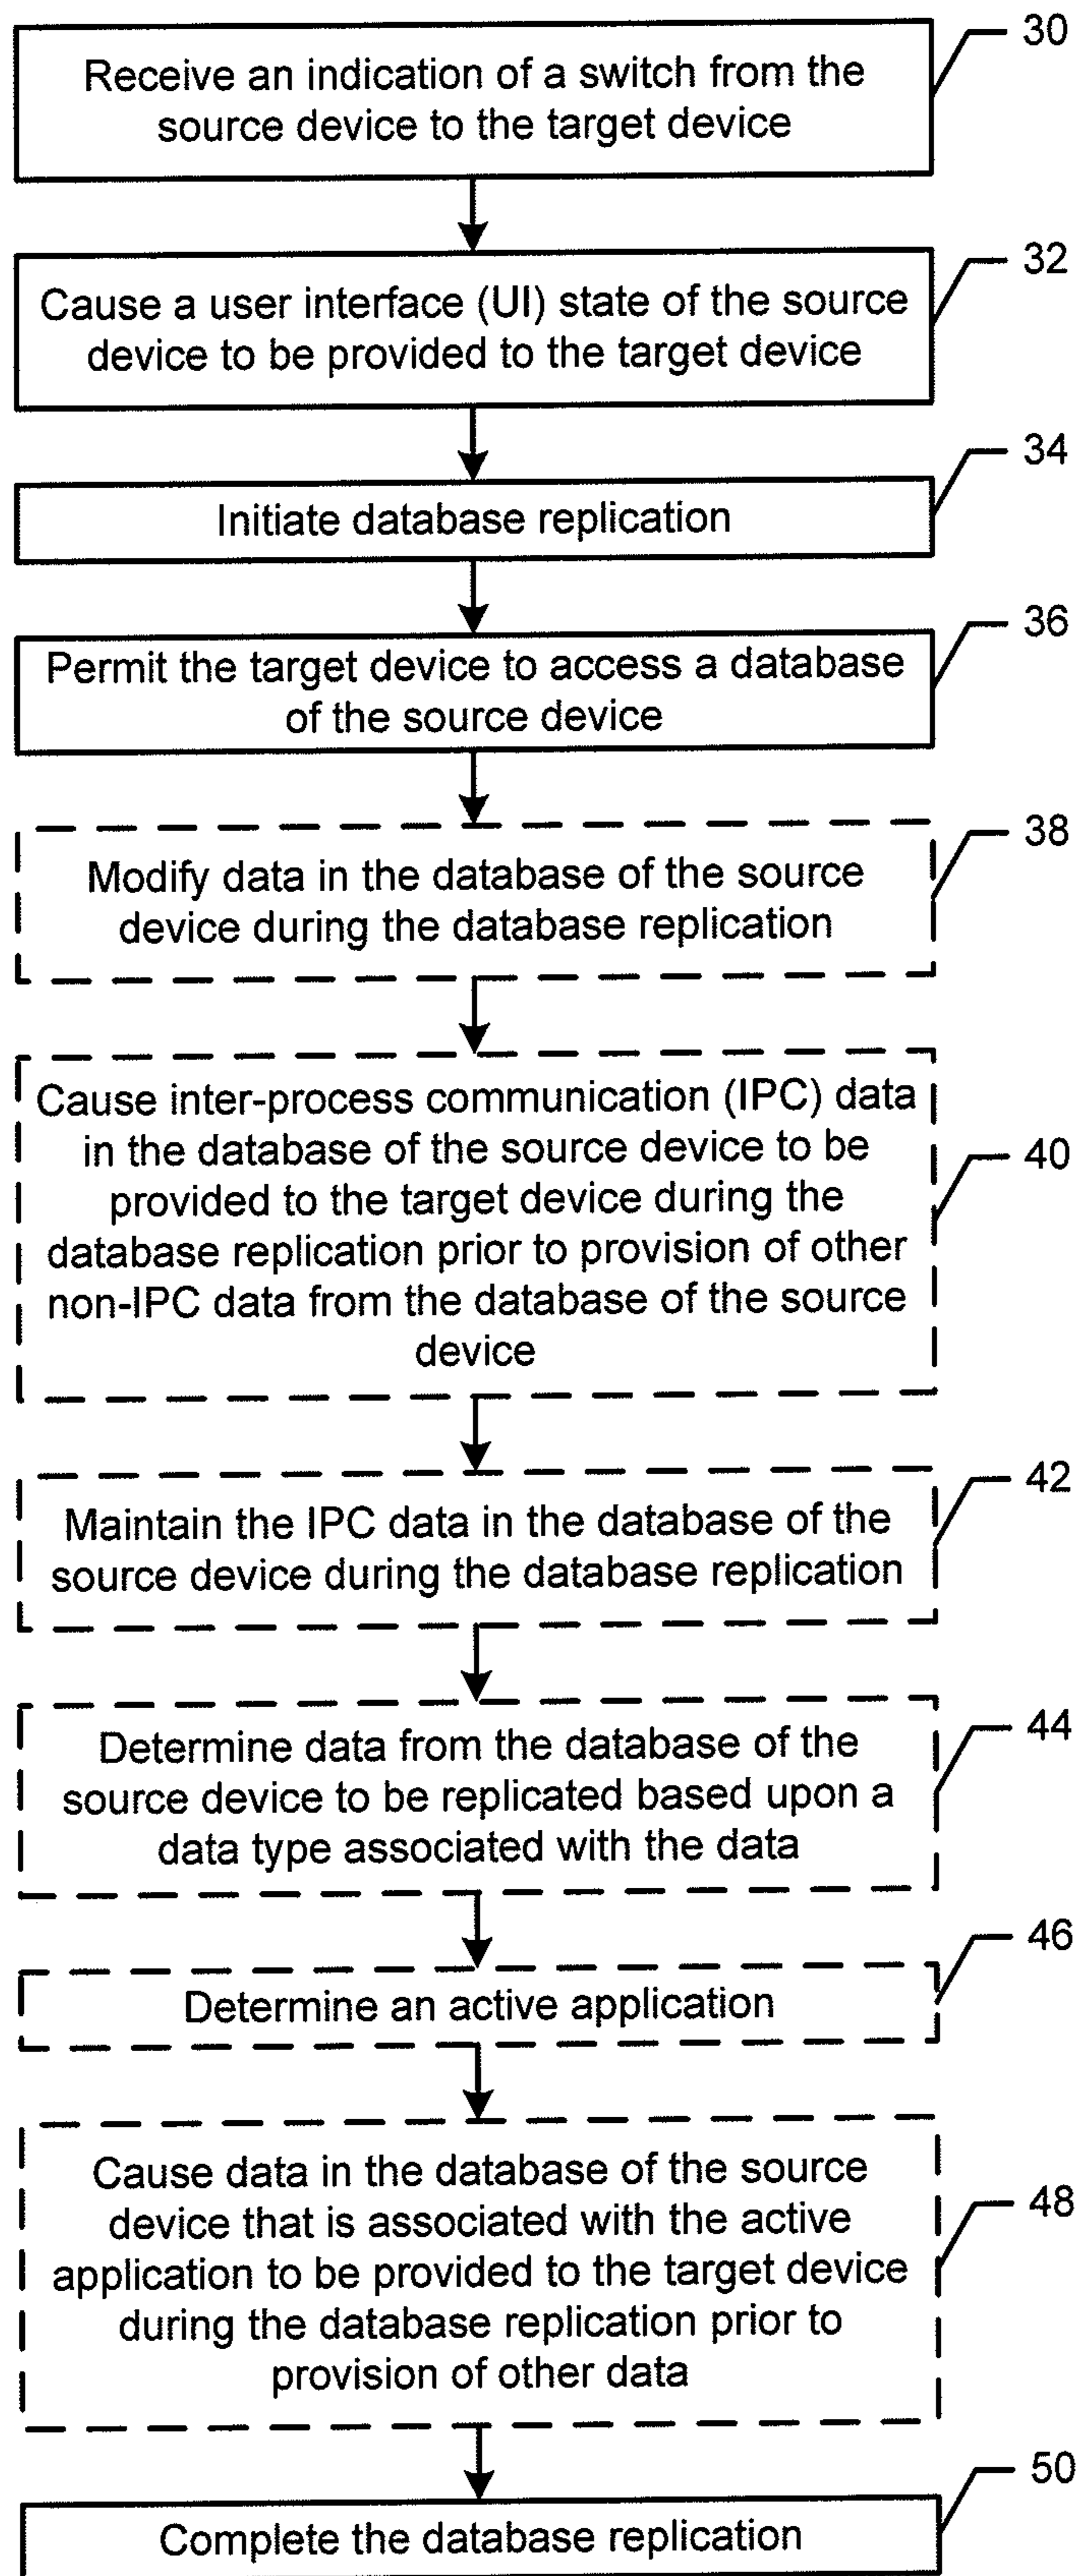 30
Receive an indication of a switch from the
source device to the target device
32
Cause a user interface (UI) state of the source
device to be provided to the target device
34
Initiate database replication
36
Permit the target device to access a database
of the source device
38
Modify data in the database of the source
device during the database replication
Cause inter-process communication (IPC) data
in the database of the source device to be
40
provided to the target device during the
database replication prior to provision of other
non-IPC data from the database of the source
device
42
Maintain the IPC data in the database of the
source device during the database replication
44
Determine data from the database of the
source device to be replicated based upon a
data type associated with the data
46
Determine an active application
Cause data in the database of the source
48
device that is associated with the active
application to be provided to the target device
during the database replication prior to
provision of other data
50
Complete the database replication